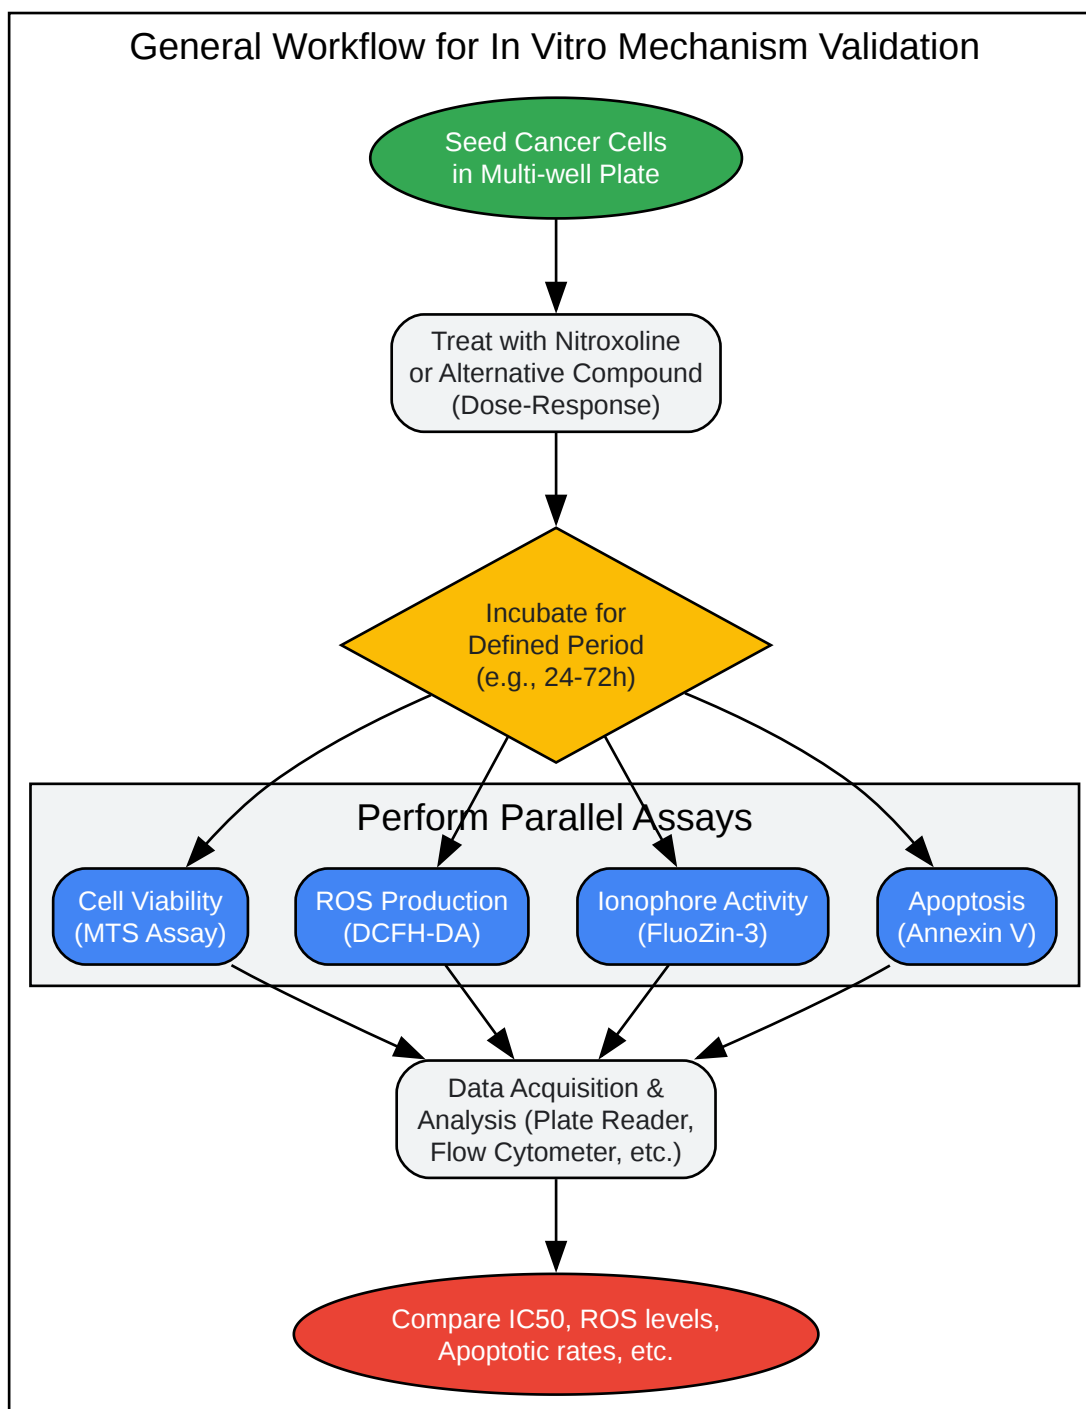 General Workflow for In Vitro Mechanism Validation
Seed Cancer Cells
in Multi-well Plate
Treat with Nitroxoline
or Alternative Compound
(Dose-Response)
Incubate for
Defined Period
(e.g., 24-72h)
Perform Parallel Assays
Cell Viability
(MTS Assay)
ROS Production
(DCFH-DA)
Ionophore Activity
(FluoZin-3)
Apoptosis
(Annexin V)
Data Acquisition &
Analysis (Plate Reader,
Flow Cytometer, etc.)
Compare IC50, ROS levels,
Apoptotic rates, etc.